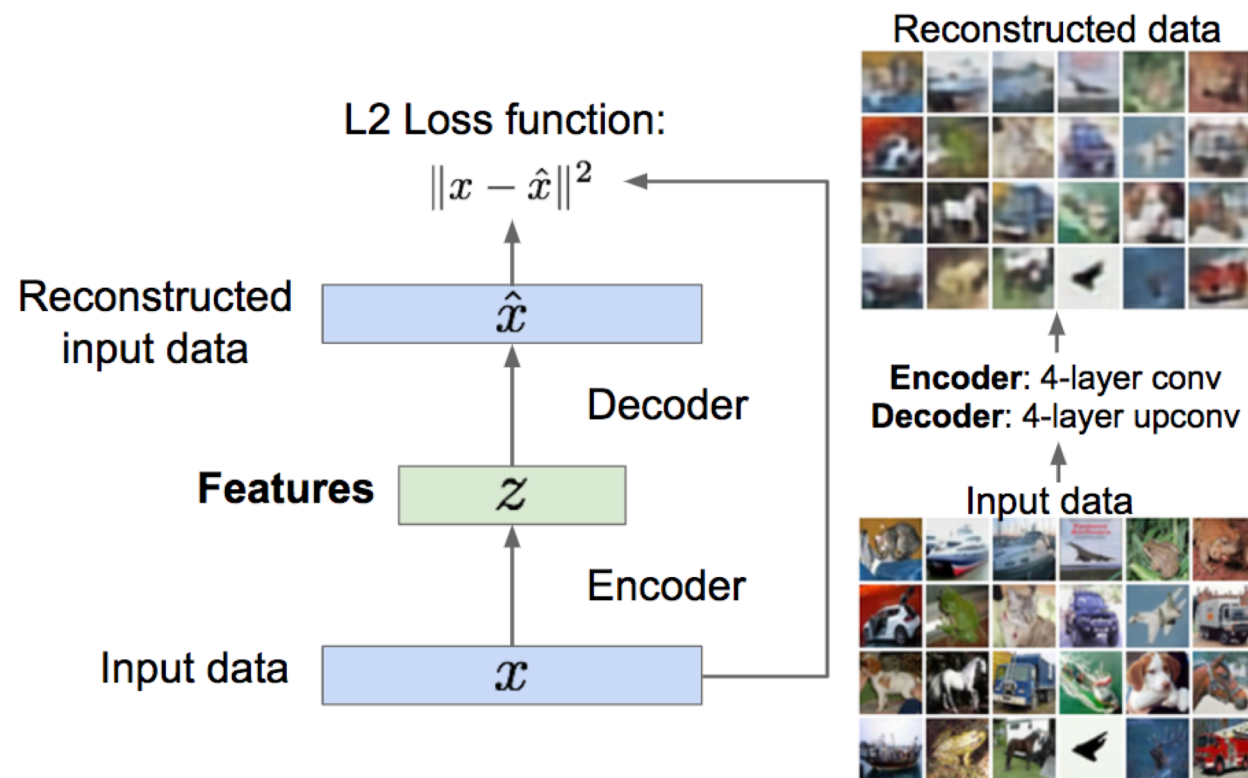 Reconstructed data
L2 Loss function:
‖x − x̂‖²
Reconstructed
input data
x̂
Decoder
Encoder: 4-layer conv
Decoder: 4-layer upconv
Features
z
Input data
Encoder
Input data
x